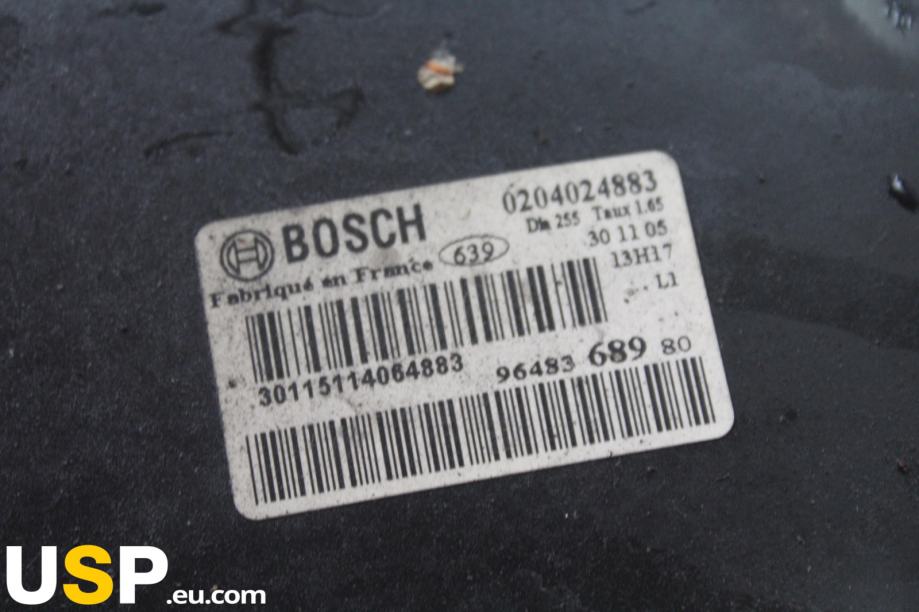 BOSCH
0204024883
Dia 255 Taux 1.65
639
30 11 05
Fabriqué en France
13H17
L1
30115114064883
96483 689 80
USP.eu.com